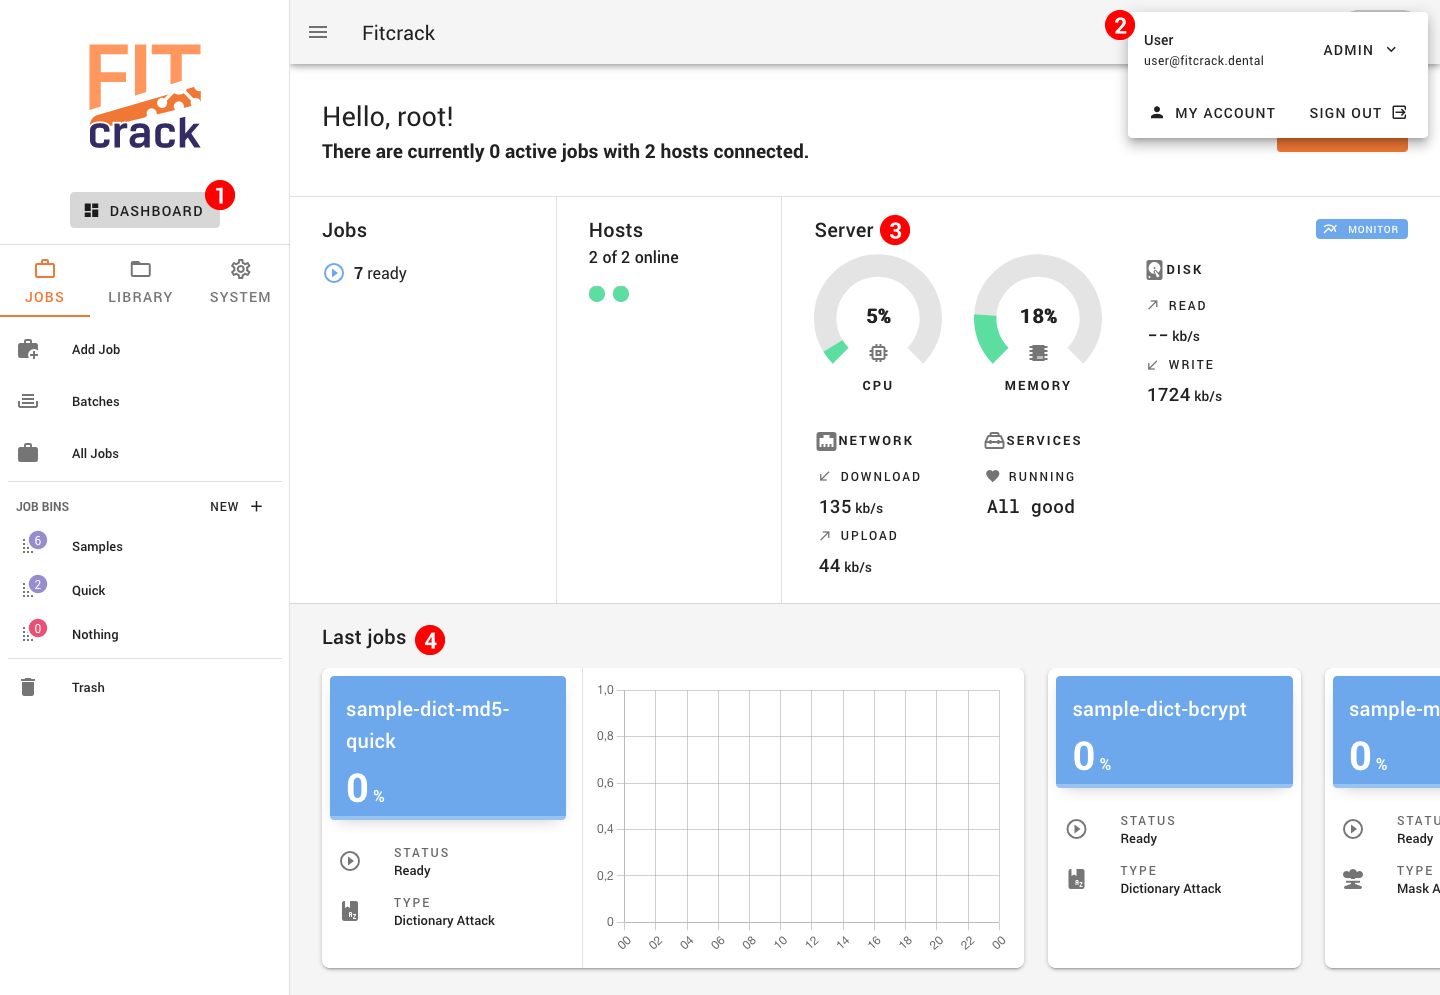 FIT
crack
1
DASHBOARD
JOBS
LIBRARY
SYSTEM
Add Job
Batches
All Jobs
JOB BINS
NEW
6
Samples
2
Quick
0
Nothing
Trash
Fitcrack
2
User
user@fitcrack.dental
ADMIN
MY ACCOUNT
SIGN OUT
Hello, root!
There are currently 0 active jobs with 2 hosts connected.
Jobs
7 ready
Hosts
2 of 2 online
Server
3
MONITOR
5%
CPU
18%
MEMORY
DISK
READ
-- kb/s
WRITE
1724 kb/s
NETWORK
DOWNLOAD
135 kb/s
UPLOAD
44 kb/s
SERVICES
RUNNING
All good
Last jobs
4
sample-dict-md5-
quick
0 %
STATUS
Ready
TYPE
Dictionary Attack
1,0
0,8
0,6
0,4
0,2
0
00 02 04 06 08 10 12 14 16 18 20 22 00
sample-dict-bcrypt
0 %
STATUS
Ready
TYPE
Dictionary Attack
sample-m
0 %
STATU
Ready
TYPE
Mask A